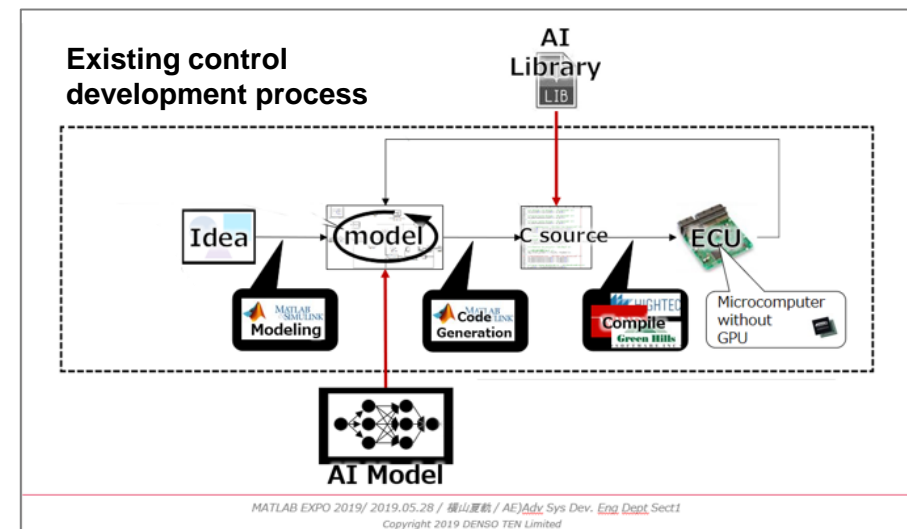 Existing control
development process
AI
Library
LIB
Idea
model
C source
ECU
MATLAB
SIMULINK
Modeling
Code
Generation
HIGHTEC
Compile
Green Hills
Microcomputer
without
GPU
AI Model
MATLAB EXPO 2019/ 2019.05.28 / 横山夏軌 / AE)Adv Sys Dev. Eng Dept Sect1
Copyright 2019 DENSO TEN Limited